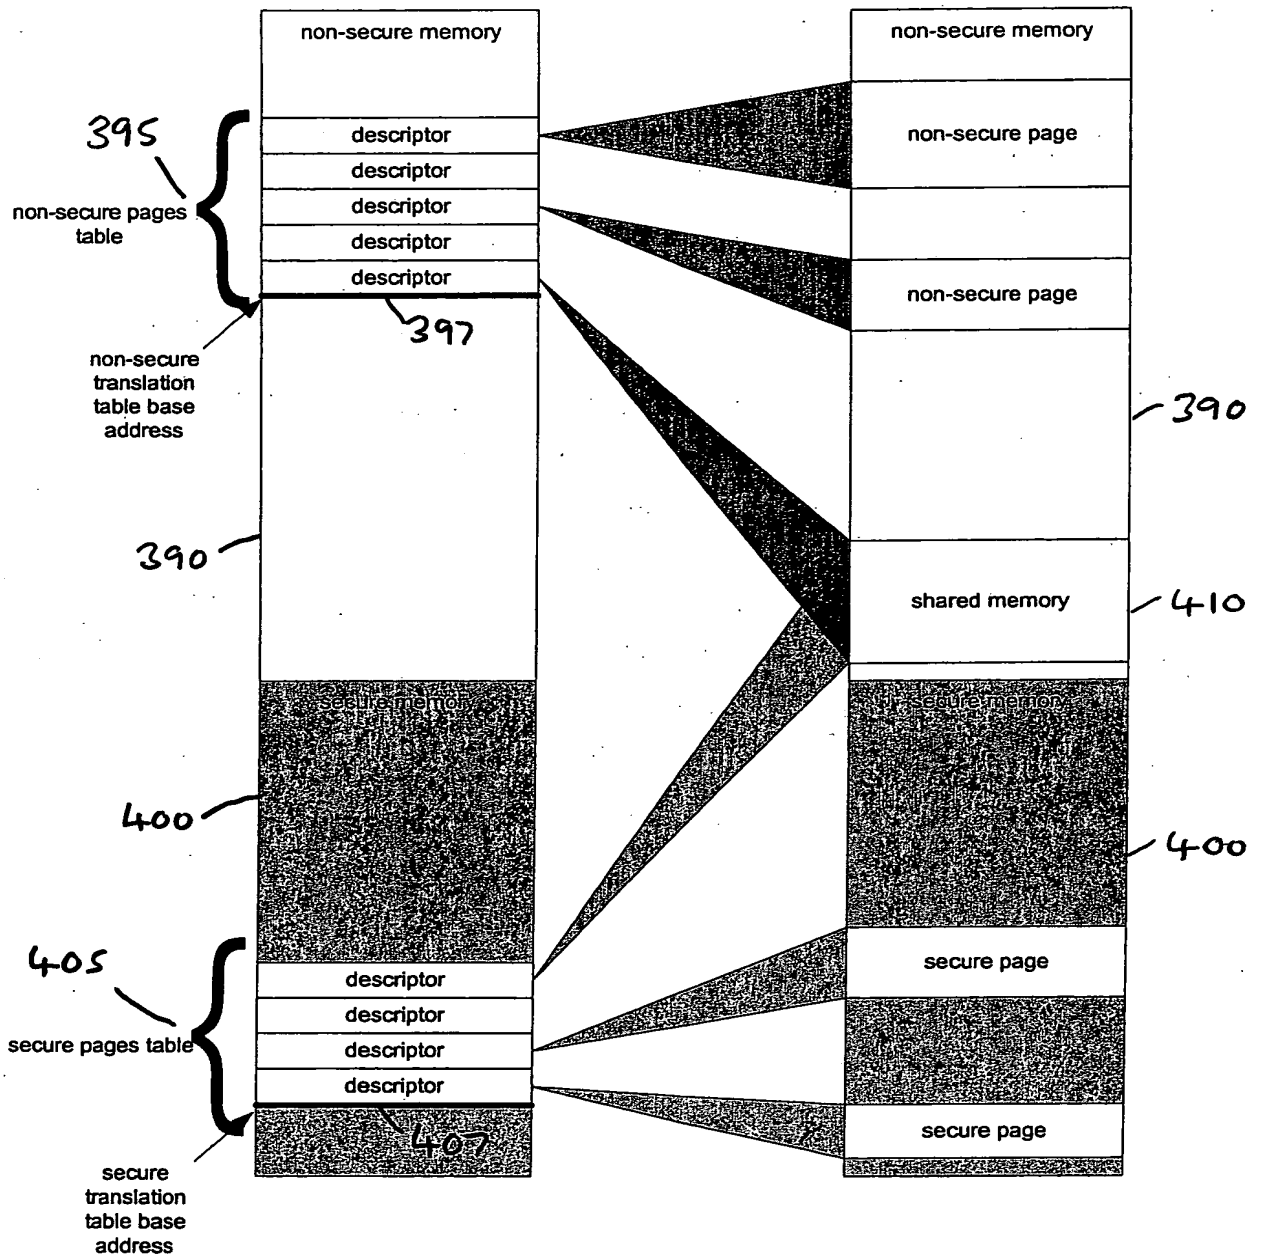 non-secure memory
non-secure memory
395
descriptor
non-secure page
descriptor
non-secure pages
table
descriptor
descriptor
descriptor
non-secure page
397
non-secure
translation
table base
address
390
390
shared memory
410
secure memory
secure memory
400
400
405
secure page
descriptor
descriptor
secure pages table
descriptor
descriptor
secure page
407
secure
translation
table base
address